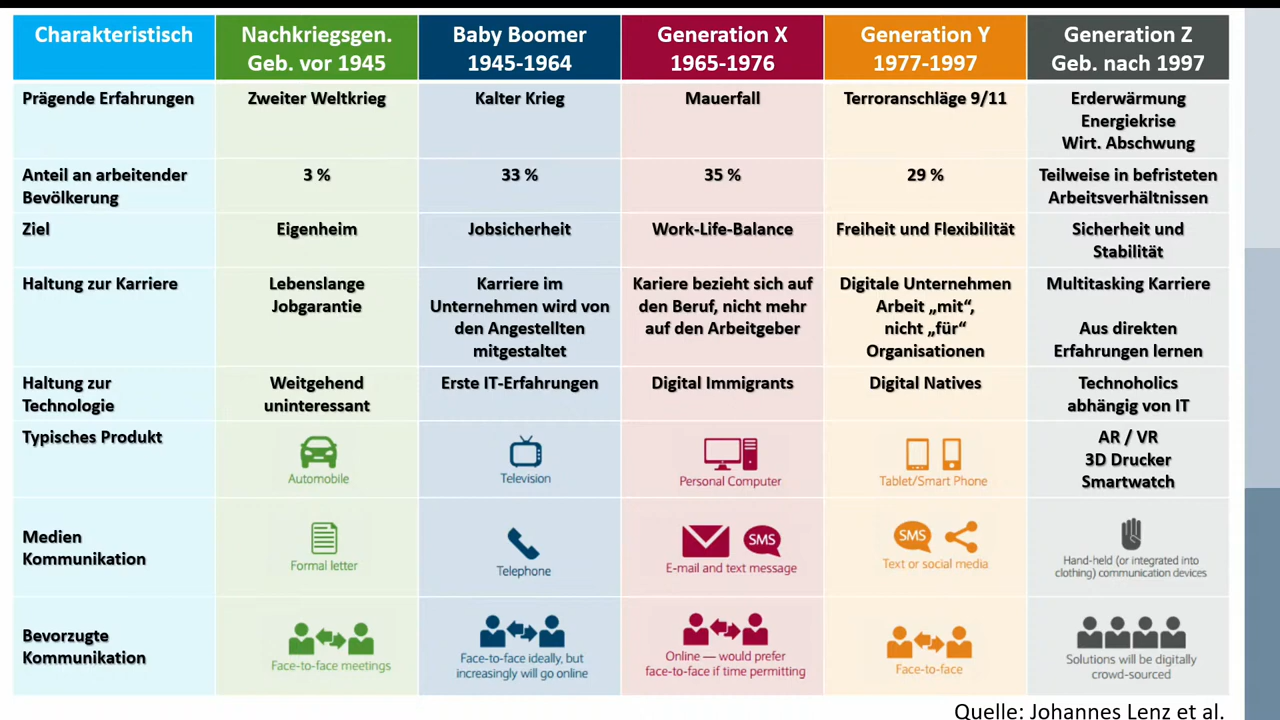 Charakteristisch
Nachkriegsgen.
Geb. vor 1945
Baby Boomer
1945-1964
Generation X
1965-1976
Generation Y
1977-1997
Generation Z
Geb. nach 1997
Prägende Erfahrungen
Zweiter Weltkrieg
Kalter Krieg
Mauerfall
Terroranschläge 9/11
Erderwärmung
Energiekrise
Wirt. Abschwung
Anteil an arbeitender
Bevölkerung
3 %
33 %
35 %
29 %
Teilweise in befristeten
Arbeitsverhältnissen
Ziel
Eigenheim
Jobsicherheit
Work-Life-Balance
Freiheit und Flexibilität
Sicherheit und
Stabilität
Haltung zur Karriere
Lebenslange
Jobgarantie
Karriere im
Unternehmen wird von
den Angestellten
mitgestaltet
Kariere bezieht sich auf
den Beruf, nicht mehr
auf den Arbeitgeber
Digitale Unternehmen
Arbeit „mit“,
nicht „für“
Organisationen
Multitasking Karriere
Aus direkten
Erfahrungen lernen
Haltung zur
Technologie
Weitgehend
uninteressant
Erste IT-Erfahrungen
Digital Immigrants
Digital Natives
Technoholics
abhängig von IT
Typisches Produkt
Automobile
Television
Personal Computer
Tablet/Smart Phone
AR / VR
3D Drucker
Smartwatch
Medien
Kommunikation
Formal letter
Telephone
SMS
E-mail and text message
SMS
Text or social media
Hand-held (or integrated into
clothing) communication devices
Bevorzugte
Kommunikation
Face-to-face meetings
Face-to-face ideally, but
increasingly will go online
Online — would prefer
face-to-face if time permitting
Face-to-face
Solutions will be digitally
crowd-sourced
Quelle: Johannes Lenz et al.